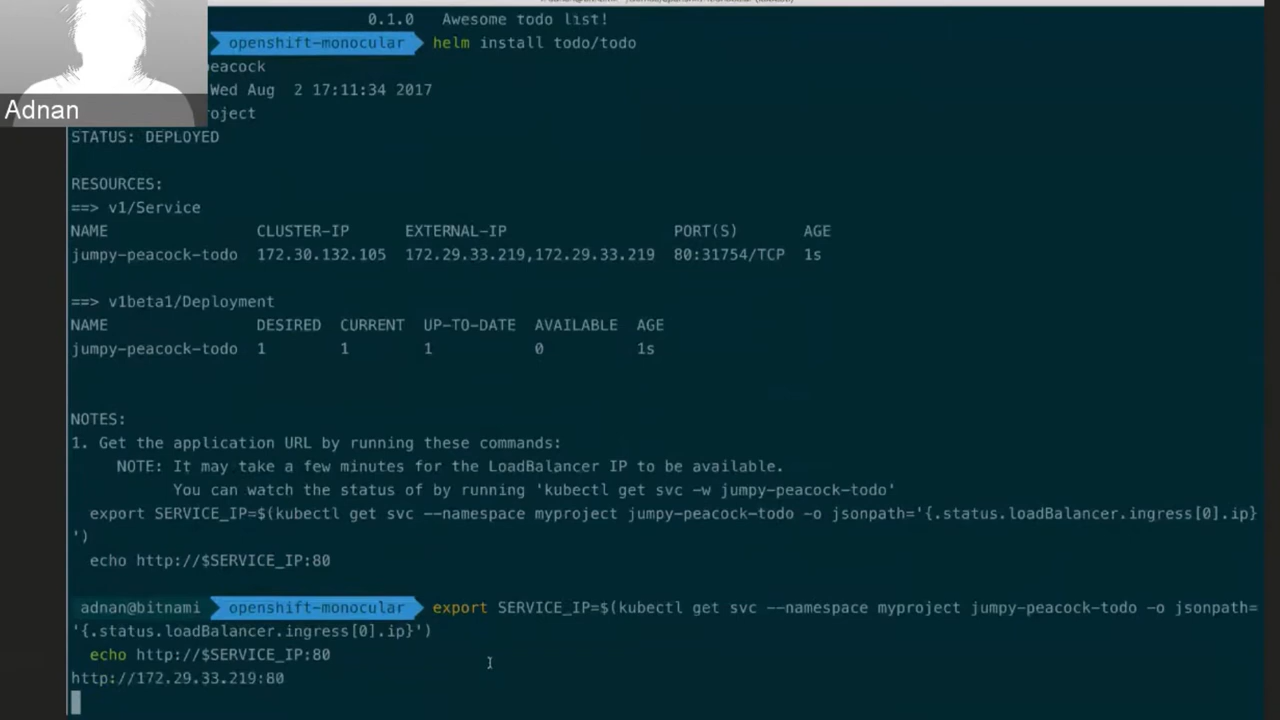 0.1.0 Awesome todo list!
openshift-monocular helm install todo/todo
peacock
Wed Aug 2 17:11:34 2017
Adnan
roject
STATUS: DEPLOYED
RESOURCES:
==> v1/Service
NAME CLUSTER-IP EXTERNAL-IP PORT(S) AGE
jumpy-peacock-todo 172.30.132.105 172.29.33.219,172.29.33.219 80:31754/TCP 1s
==> v1beta1/Deployment
NAME DESIRED CURRENT UP-TO-DATE AVAILABLE AGE
jumpy-peacock-todo 1 1 1 0 1s
NOTES:
1. Get the application URL by running these commands:
NOTE: It may take a few minutes for the LoadBalancer IP to be available.
You can watch the status of by running 'kubectl get svc -w jumpy-peacock-todo'
export SERVICE_IP=$(kubectl get svc --namespace myproject jumpy-peacock-todo -o jsonpath='{.status.loadBalancer.ingress[0].ip}
')
echo http://$SERVICE_IP:80
adnan@bitnami openshift-monocular export SERVICE_IP=$(kubectl get svc --namespace myproject jumpy-peacock-todo -o jsonpath=
'{.status.loadBalancer.ingress[0].ip}')
echo http://$SERVICE_IP:80
http://172.29.33.219:80